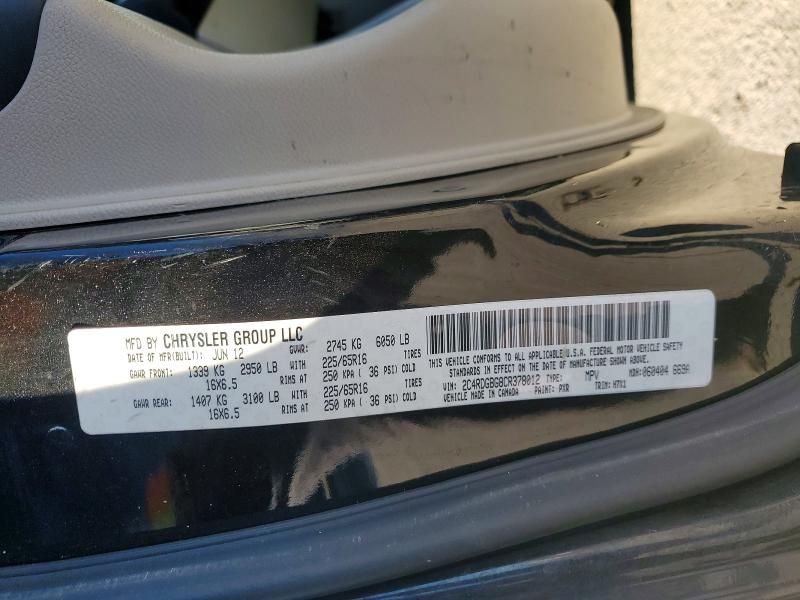 MFD BY CHRYSLER GROUP LLC
DATE OF MFR(BUILT): JUN 12 GVWR: 2745 KG 6050 LB
GAWR FRONT: 1339 KG 2950 LB WITH 225/65R16 TIRES
16X6.5 RIMS AT 250 KPA ( 36 PSI) COLD
GAWR REAR: 1407 KG 3100 LB WITH 225/65R16 TIRES
16X6.5 RIMS AT 250 KPA ( 36 PSI) COLD
THIS VEHICLE CONFORMS TO ALL APPLICABLE U.S.A. FEDERAL MOTOR VEHICLE SAFETY
STANDARDS IN EFFECT ON THE DATE OF MANUFACTURE SHOWN ABOVE.
VIN: 2C4RDGBG8CR378012 TYPE: MPV MDH: 060404 669A
VEHICLE MADE IN CANADA PAINT: PXR TRIM: H7X1